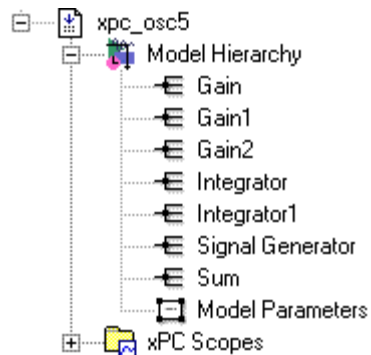 xpc_osc5
Model Hierarchy
Gain
Gain1
Gain2
Integrator
Integrator1
Signal Generator
Sum
Model Parameters
xPC Scopes